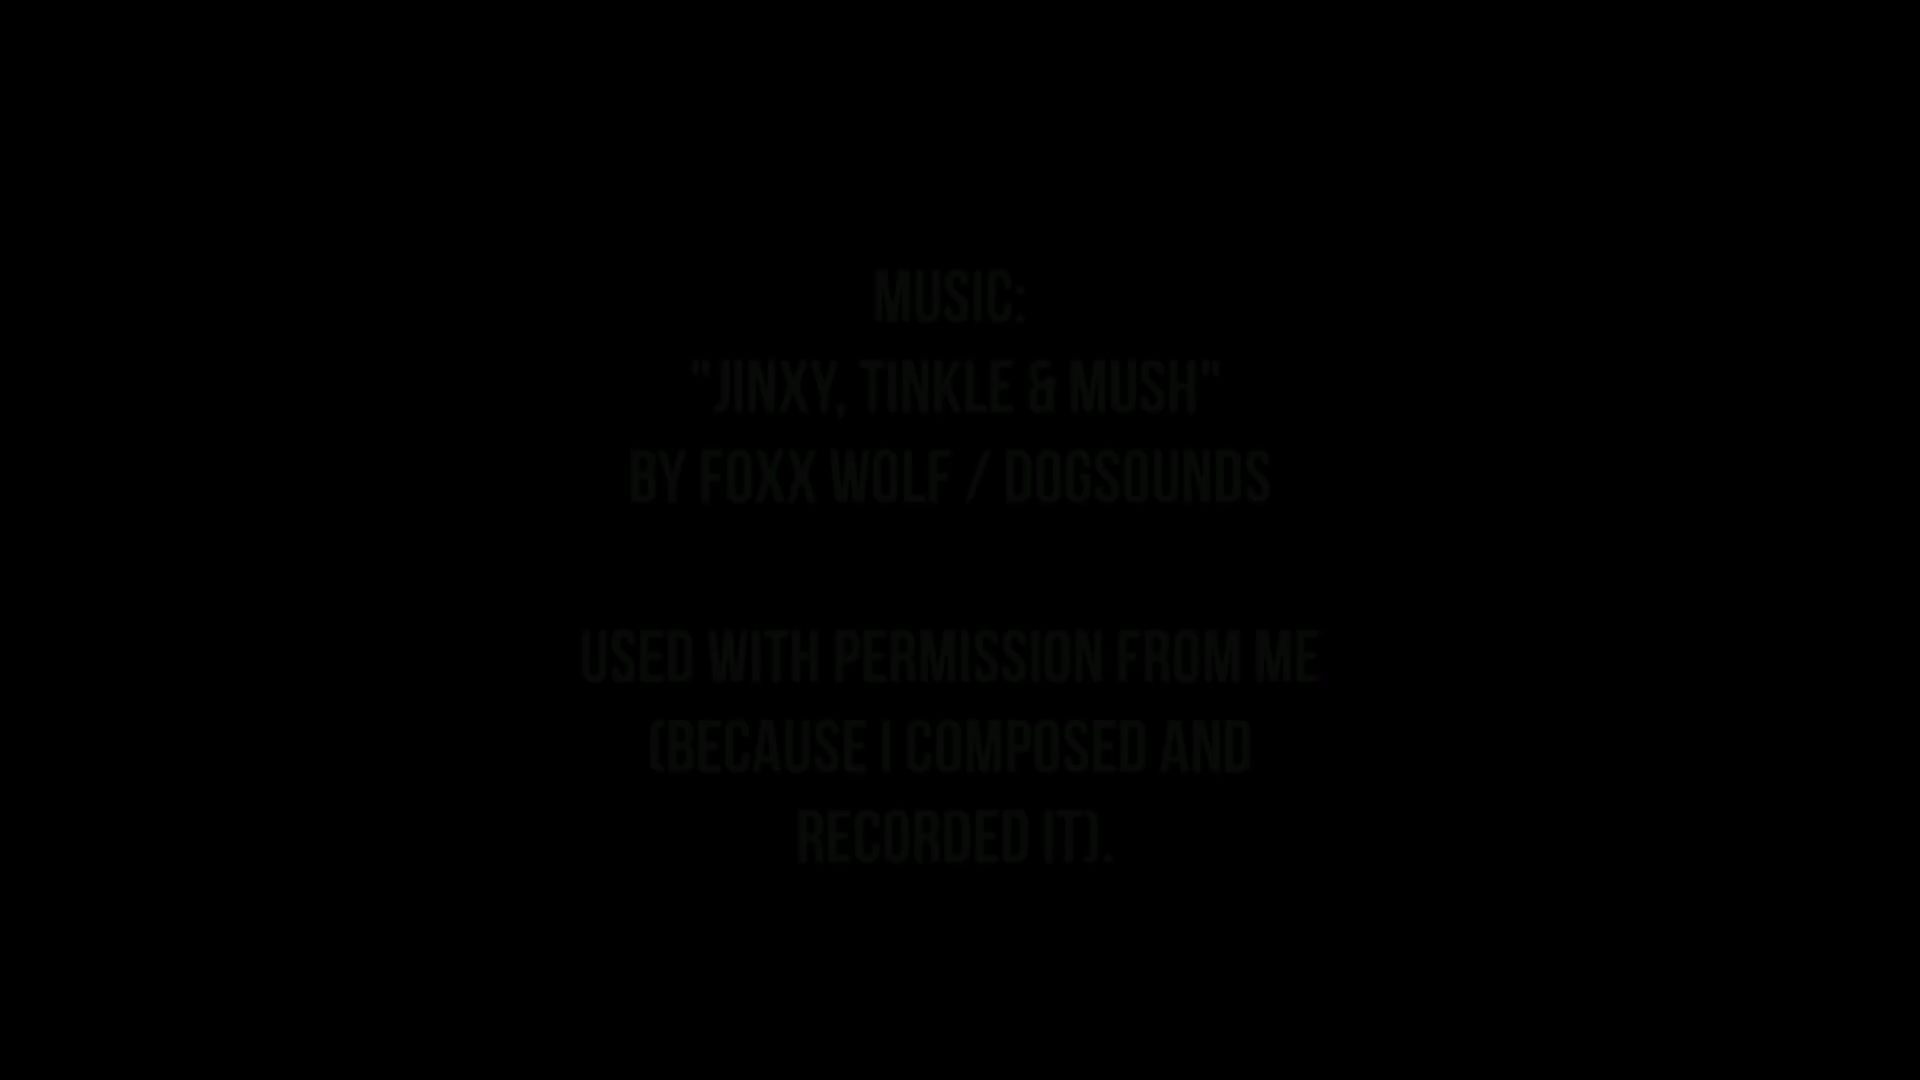 MUSIC:
"JINXY, TINKLE & MUSH"
BY FOXX WOLF / DOGSOUNDS
USED WITH PERMISSION FROM ME
(BECAUSE I COMPOSED AND
RECORDED IT).